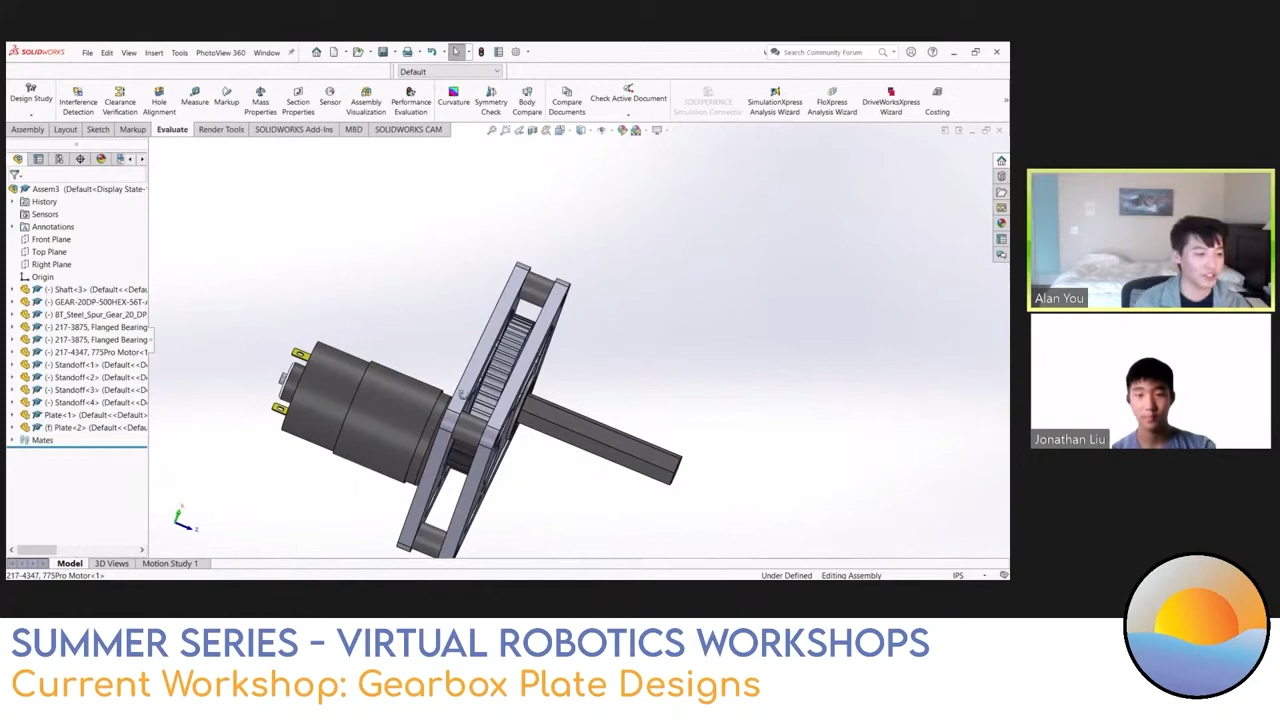 SOLIDWORKS File Edit View Insert Tools PhotoView 360 Window Search Community Forum
Default
Design Study Interference Detection Clearance Verification Hole Alignment Measure Markup Mass Properties Section Properties Sensor Assembly Visualization Performance Evaluation Curvature Symmetry Check Body Compare Compare Documents Check Active Document 3DEXPERIENCE Simulation Connector SimulationXpress Analysis Wizard FloXpress Analysis Wizard DriveWorksXpress Wizard Costing
Assembly Layout Sketch Markup Evaluate Render Tools SOLIDWORKS Add-Ins MBD SOLIDWORKS CAM
Assem3 (Default<Display State-
History
Sensors
Annotations
Front Plane
Top Plane
Right Plane
Origin
(-) Shaft<3> (Default<<Defau
(-) GEAR-20DP-500HEX-56T-
(-) 8T_Steel_Spur_Gear_20_DP
(-) 217-3875, Flanged Bearing
(-) 217-3875, Flanged Bearing
(-) 217-4347, 775Pro Motor<1
(-) Standoff<1> (Default<<De
(-) Standoff<2> (Default<<De
(-) Standoff<3> (Default<<De
(-) Standoff<4> (Default<<De
Plate<1> (Default<<Default>
(f) Plate<2> (Default<<Defau
Mates
x
z
Model 3D Views Motion Study 1
217-4347, 775Pro Motor<1> Under Defined Editing Assembly IPS
Alan You
Jonathan Liu
SUMMER SERIES - VIRTUAL ROBOTICS WORKSHOPS
Current Workshop: Gearbox Plate Designs